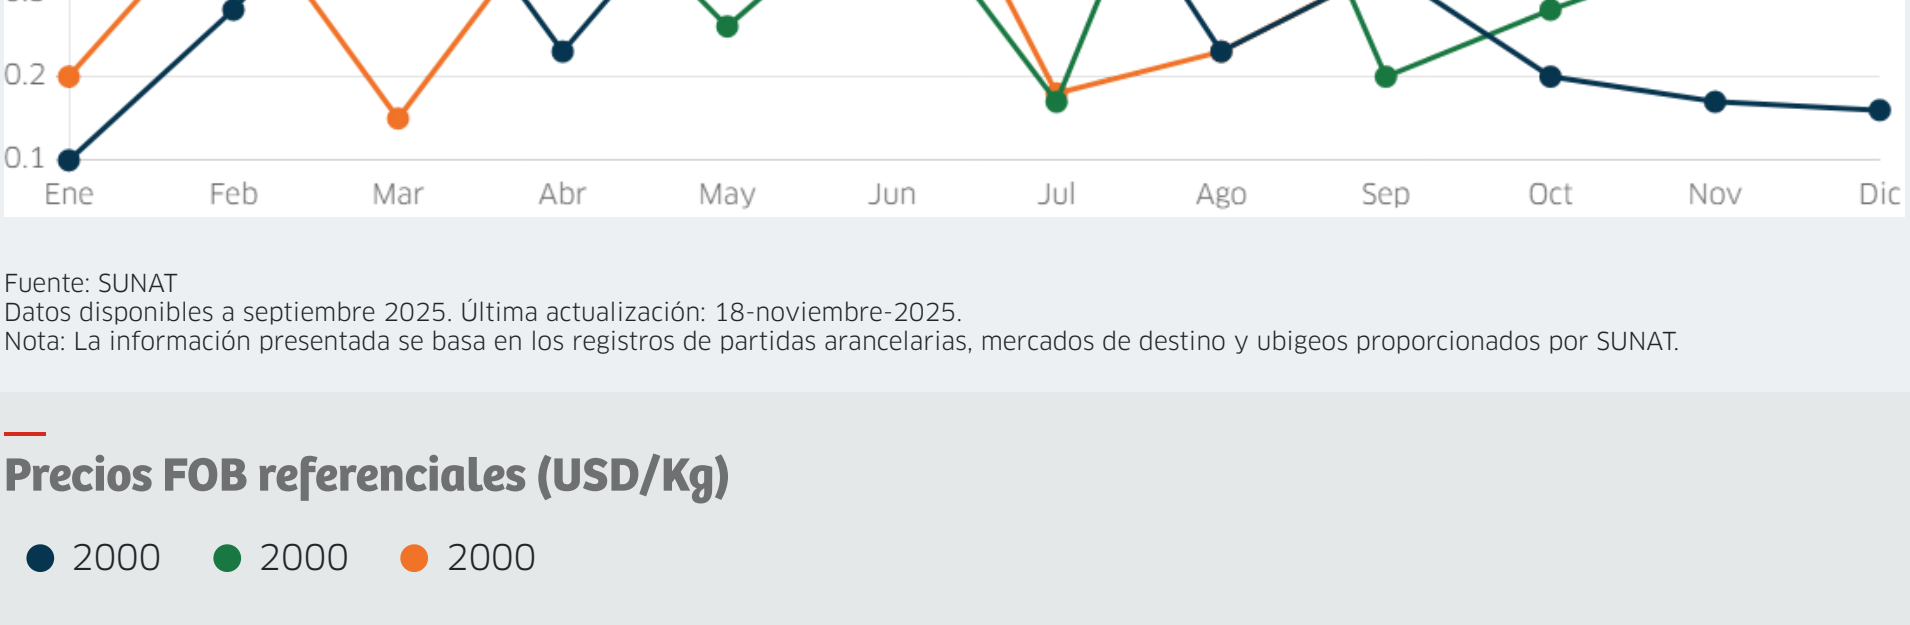 0.2
0.1
Ene Feb Mar Abr May Jun Jul Ago Sep Oct Nov Dic
Fuente: SUNAT
Datos disponibles a septiembre 2025. Última actualización: 18-noviembre-2025.
Nota: La información presentada se basa en los registros de partidas arancelarias, mercados de destino y ubigeos proporcionados por SUNAT.
Precios FOB referenciales (USD/Kg)
2000 2000 2000